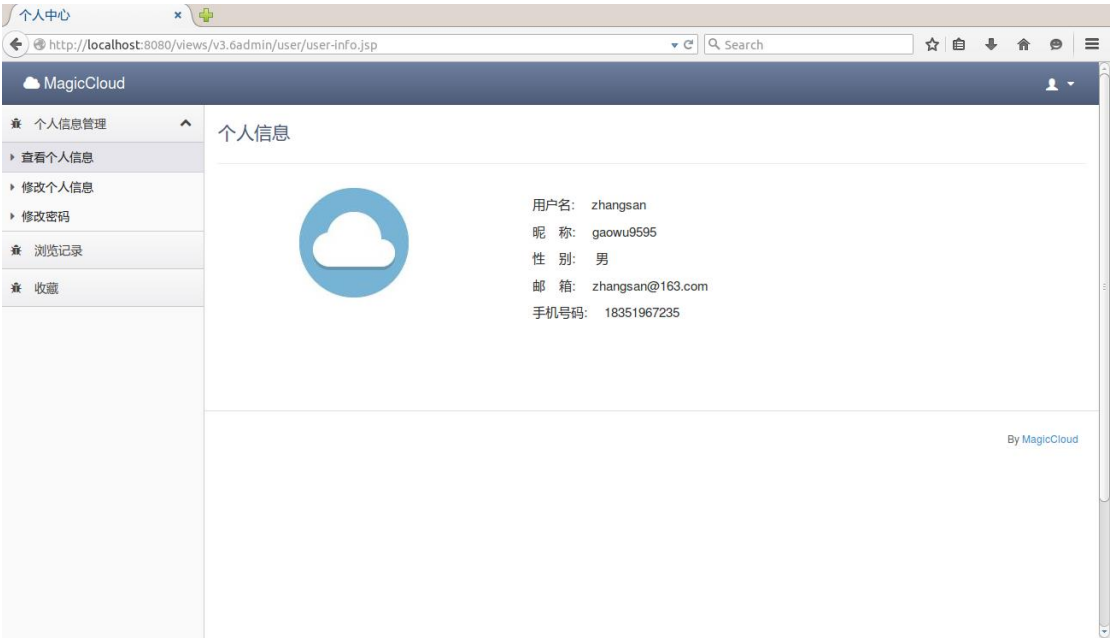 个人中心
http://localhost:8080/views/v3.6admin/user/user-info.jsp
Search
MagicCloud
个人信息管理
查看个人信息
修改个人信息
修改密码
浏览记录
收藏
个人信息
用户名: zhangsan
昵 称: gaowu9595
性 别: 男
邮 箱: zhangsan@163.com
手机号码: 18351967235
By MagicCloud